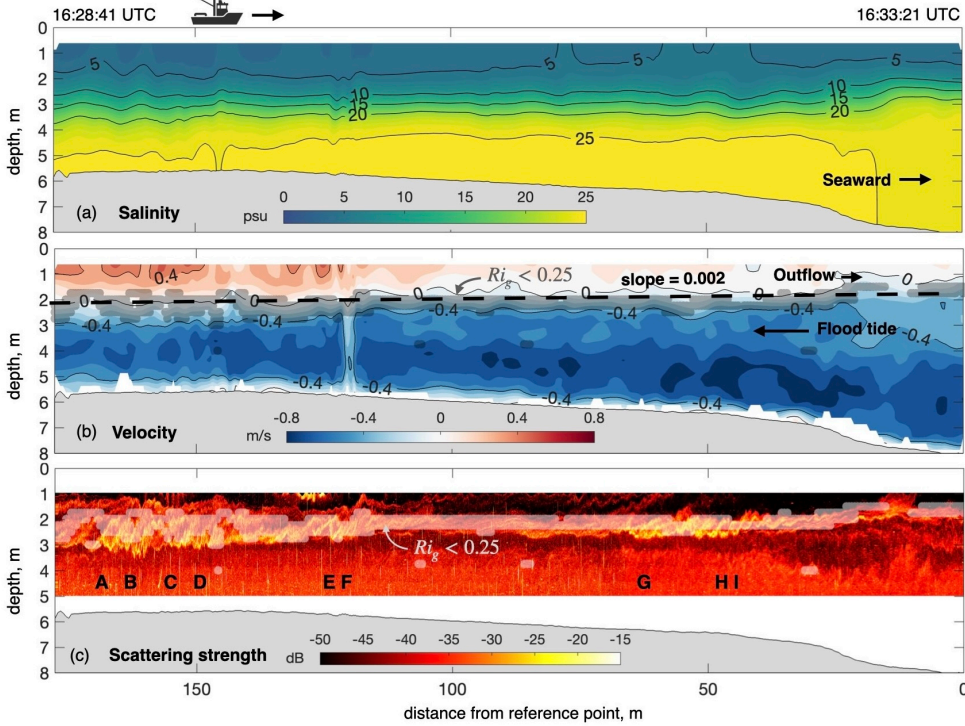 16:28:41 UTC 16:33:21 UTC
0
1
2
3
4
5
6
7
8
depth, m
5 5 5 5
10 10
15 15
20 20
25
Seaward
(a) Salinity
psu
0 5 10 15 20 25
0
1
2
3
4
5
6
7
8
depth, m
0.4 Ri_g < 0.25 slope = 0.002 Outflow 0
0 0 0 0
-0.4 -0.4 -0.4 -0.4 -0.4 -0.4
Flood tide
-0.4 -0.4 -0.4 -0.4
(b) Velocity
m/s
-0.8 -0.4 0 0.4 0.8
0
1
2
3
4
5
6
7
8
depth, m
Ri_g < 0.25
A B C D E F G H I
(c) Scattering strength
dB
-50 -45 -40 -35 -30 -25 -20 -15
150 100 50 0
distance from reference point, m